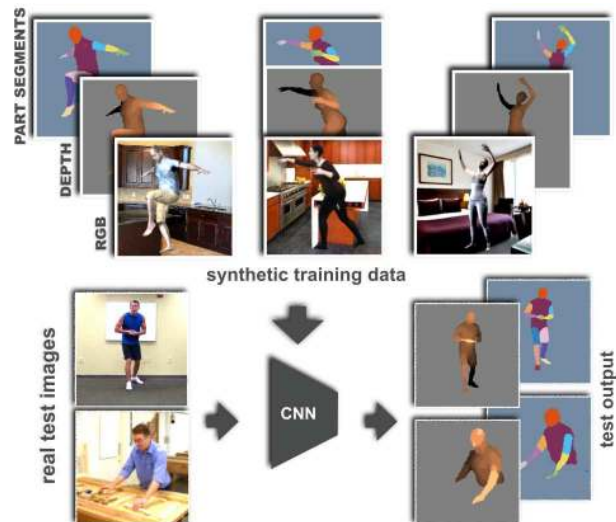 PART SEGMENTS
DEPTH
RGB
synthetic training data
real test images
CNN
test output